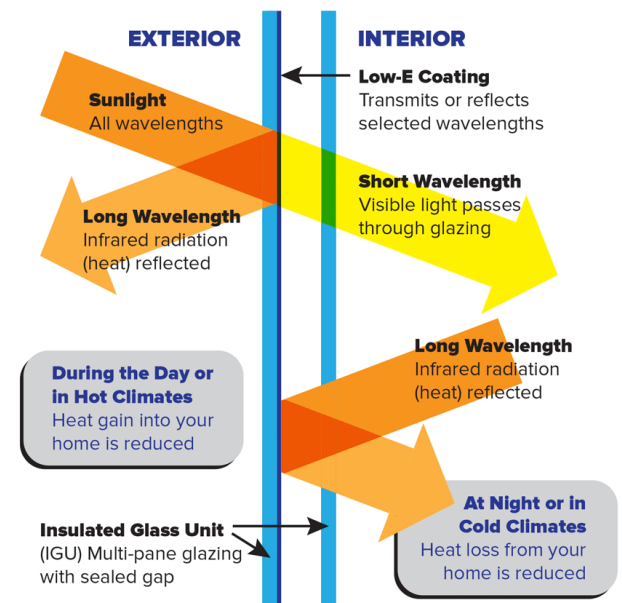 EXTERIOR
INTERIOR
Low-E Coating
Transmits or reflects
selected wavelengths
Sunlight
All wavelengths
Short Wavelength
Visible light passes
through glazing
Long Wavelength
Infrared radiation
(heat) reflected
Long Wavelength
Infrared radiation
(heat) reflected
During the Day or
in Hot Climates
Heat gain into your
home is reduced
At Night or in
Cold Climates
Heat loss from your
home is reduced
Insulated Glass Unit
(IGU) Multi-pane glazing
with sealed gap